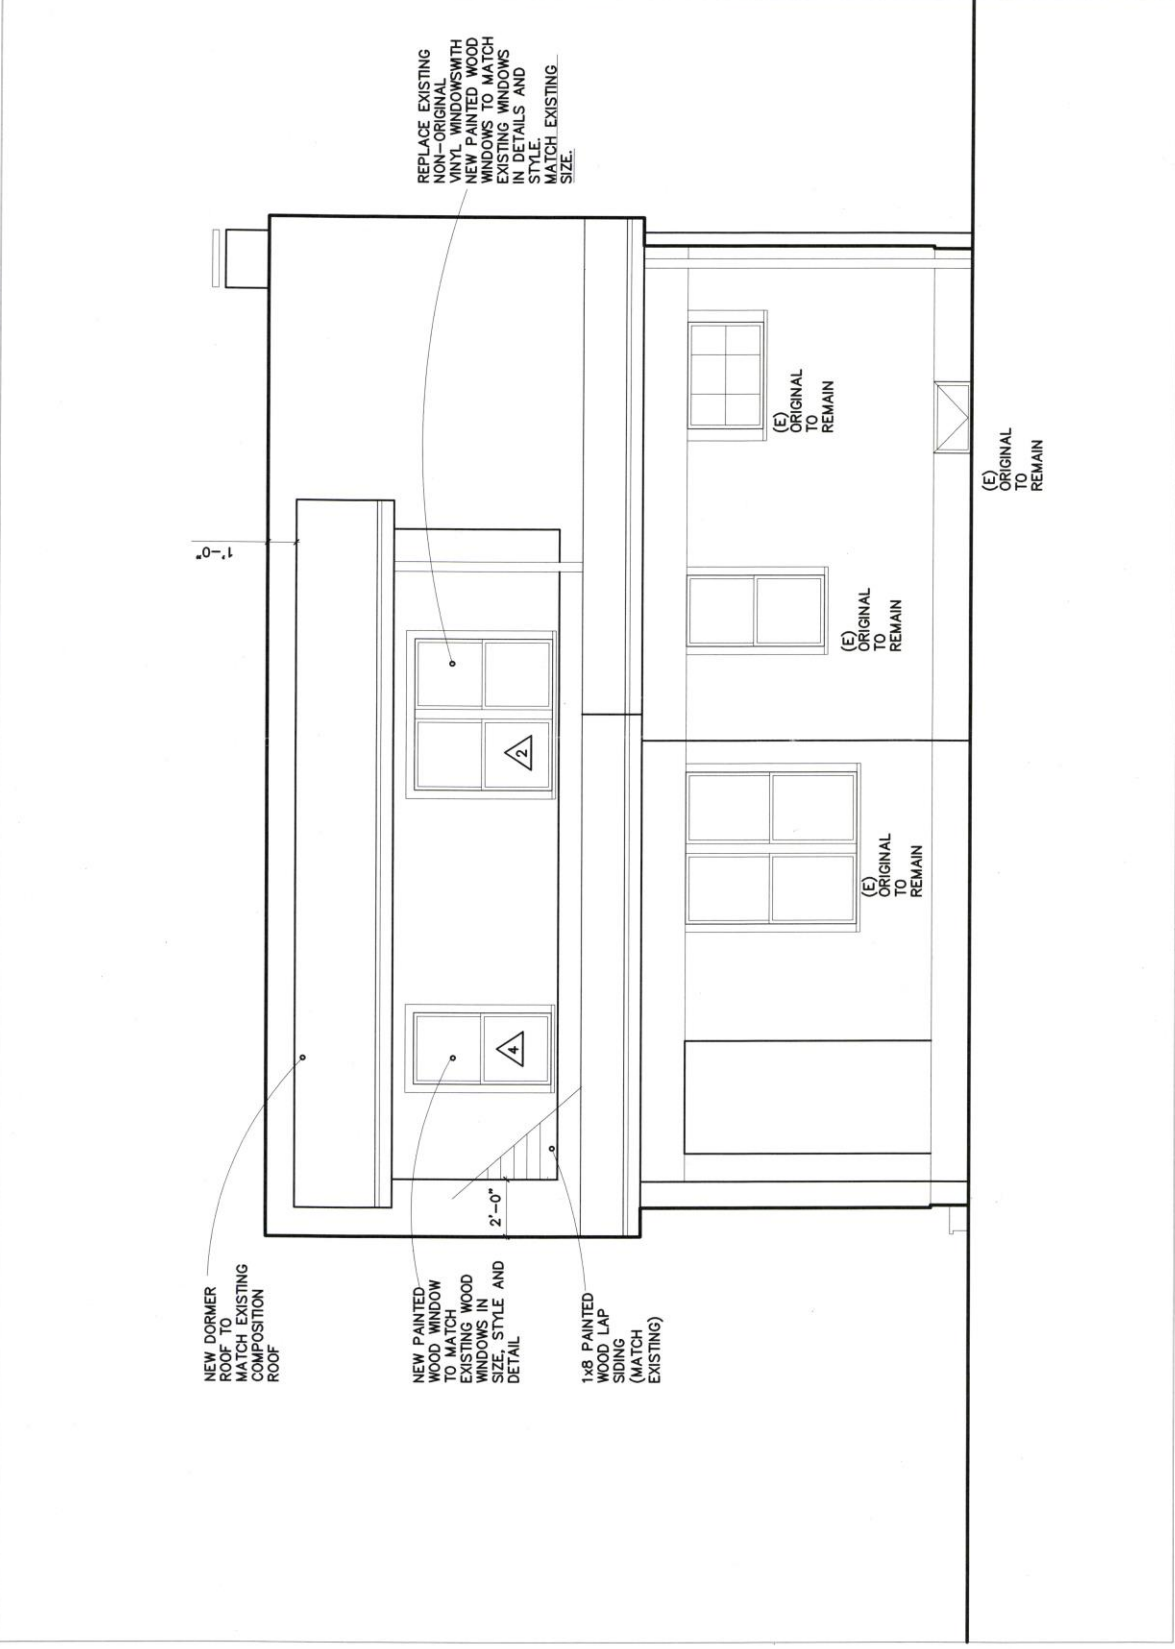 NEW DORMER
ROOF TO
MATCH EXISTING
COMPOSITION
ROOF
NEW PAINTED
WOOD WINDOW
TO MATCH
EXISTING WOOD
WINDOWS IN
SIZE, STYLE AND
DETAIL
1x8 PAINTED
WOOD LAP
SIDING
(MATCH
EXISTING)
2'-0"
4
2
1'-0"
REPLACE EXISTING
NON-ORIGINAL
VINYL WINDOWSWITH
NEW PAINTED WOOD
WINDOWS TO MATCH
EXISTING WINDOWS
IN DETAILS AND
STYLE.
MATCH EXISTING
SIZE.
(E)
ORIGINAL
TO
REMAIN
(E)
ORIGINAL
TO
REMAIN
(E)
ORIGINAL
TO
REMAIN
(E)
ORIGINAL
TO
REMAIN